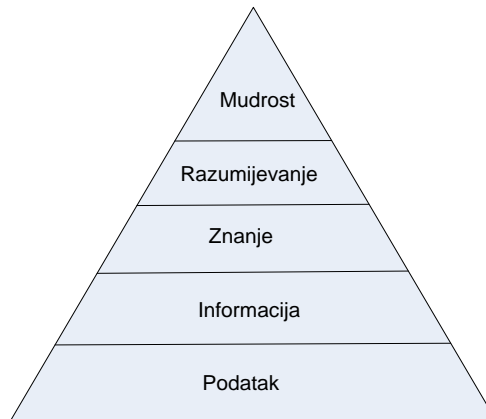 Mudrost
Razumijevanje
Znanje
Informacija
Podatak